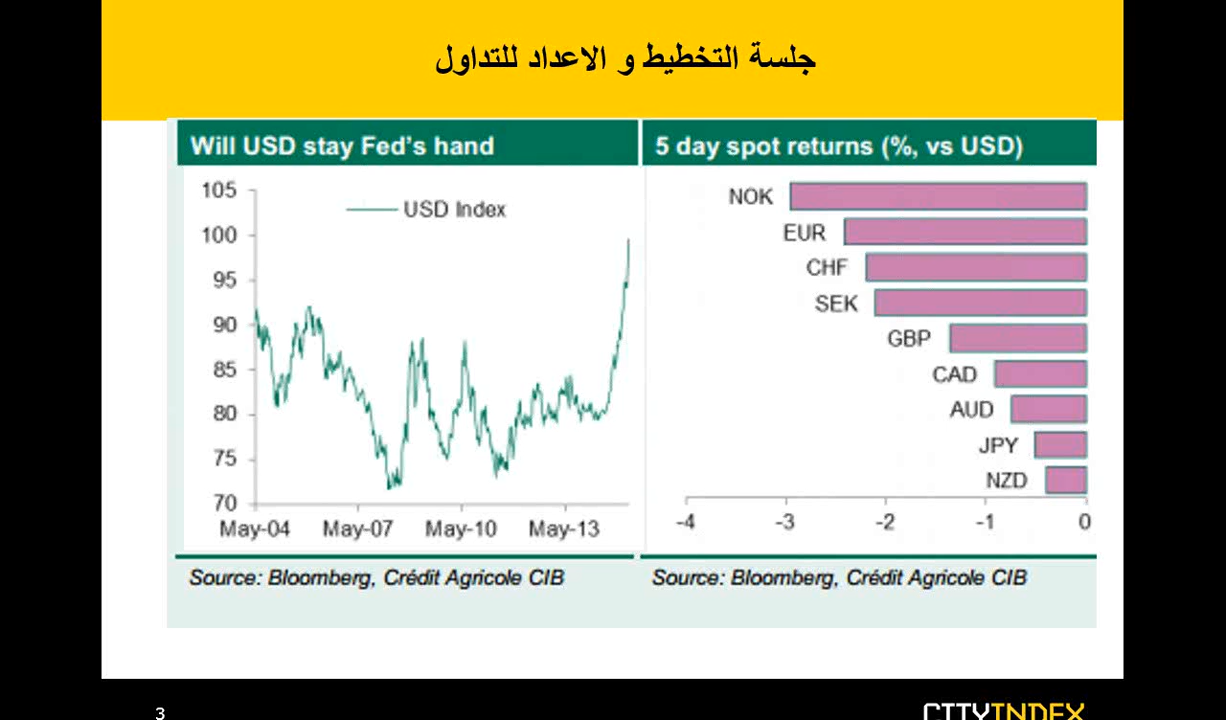 جلسة التخطيط و الاعداد للتداول
Will USD stay Fed's hand
105
100
95
90
85
80
75
70
USD Index
May-04 May-07 May-10 May-13
Source: Bloomberg, Crédit Agricole CIB
5 day spot returns (%, vs USD)
NOK
EUR
CHF
SEK
GBP
CAD
AUD
JPY
NZD
-4 -3 -2 -1 0
Source: Bloomberg, Crédit Agricole CIB
3
CITYINDEX